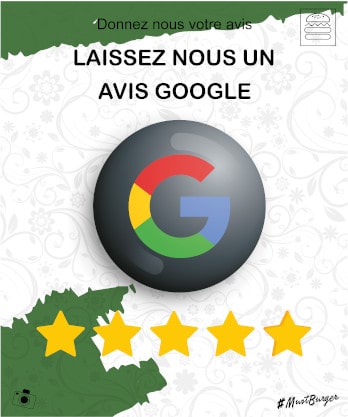 Donnez nous votre avis
LAISSEZ NOUS UN
AVIS GOOGLE
G
#MustBurger